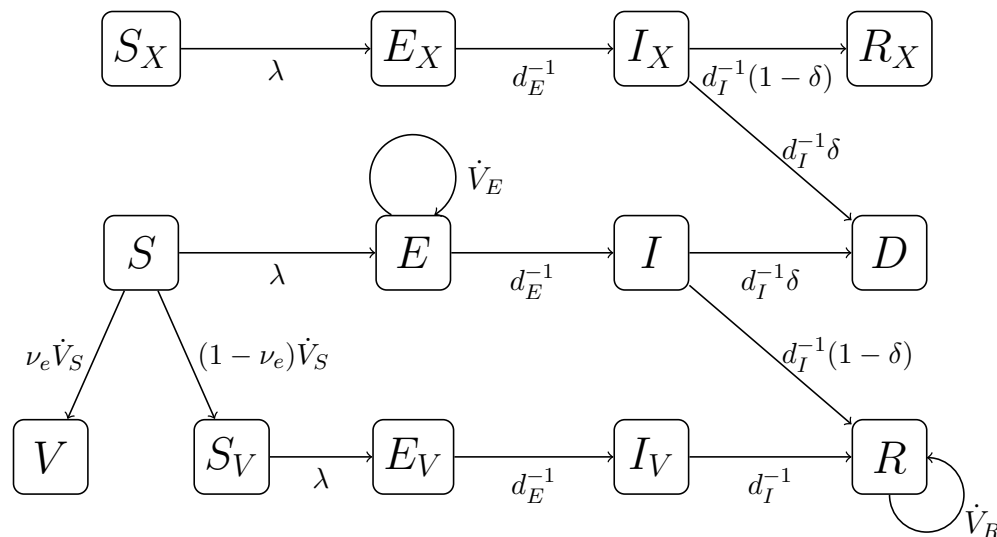 S_X λ E_X d_E^{-1} I_X d_I^{-1}(1 − δ) R_X
d_I^{-1}δ
V̇_E
S λ E d_E^{-1} I d_I^{-1}δ D
ν_e V̇_S (1 − ν_e)V̇_S d_I^{-1}(1 − δ)
V S_V λ E_V d_E^{-1} I_V d_I^{-1} R
V̇_R